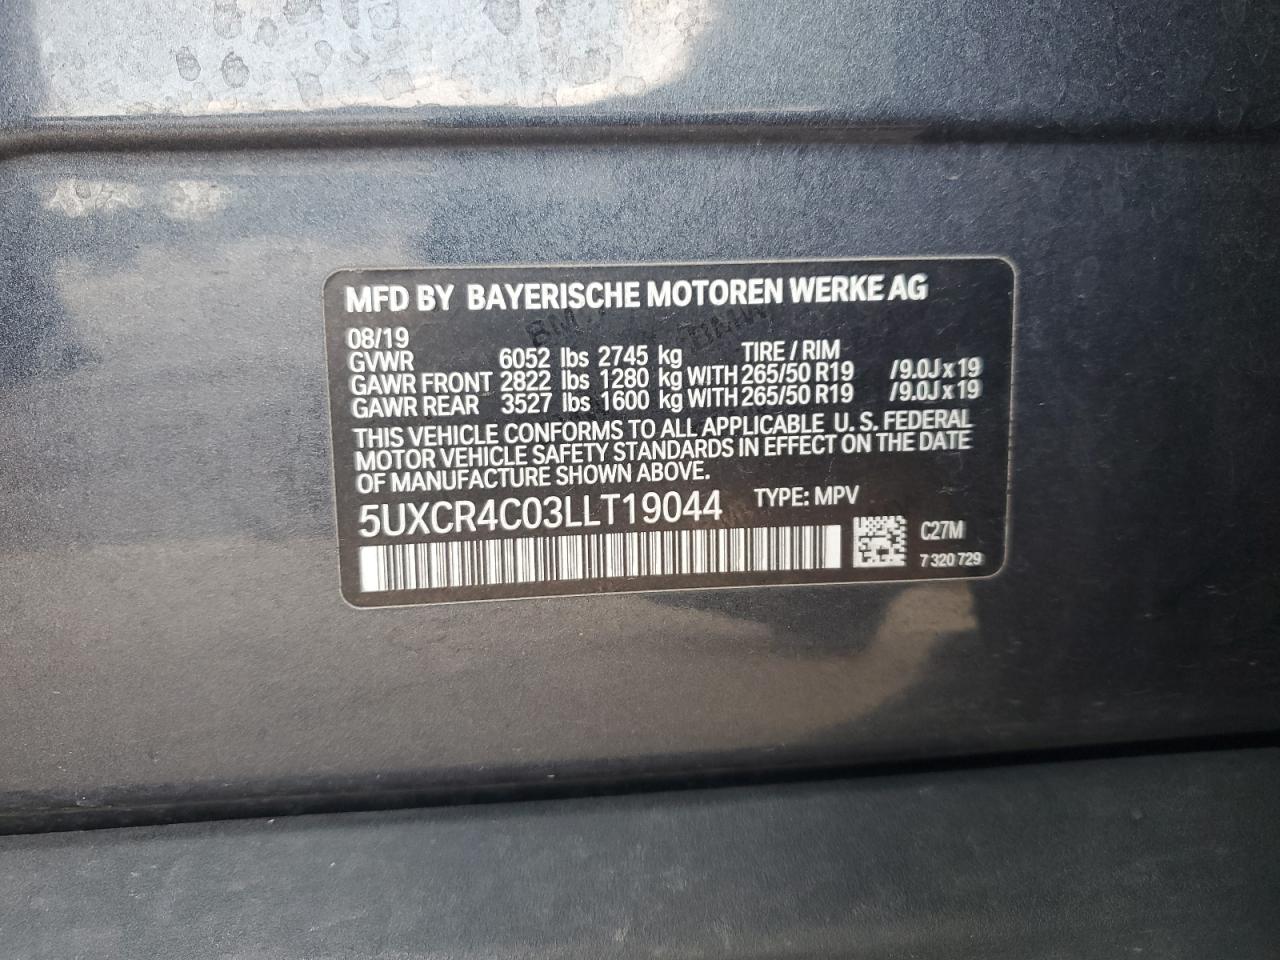 MFD BY BAYERISCHE MOTOREN WERKE AG
08/19
GVWR 6052 lbs 2745 kg TIRE / RIM
GAWR FRONT 2822 lbs 1280 kg WITH 265/50 R19 /9.0J x 19
GAWR REAR 3527 lbs 1600 kg WITH 265/50 R19 /9.0J x 19
THIS VEHICLE CONFORMS TO ALL APPLICABLE U. S. FEDERAL
MOTOR VEHICLE SAFETY STANDARDS IN EFFECT ON THE DATE
OF MANUFACTURE SHOWN ABOVE.
5UXCR4C03LLT19044 TYPE: MPV
C27M
7 320 729